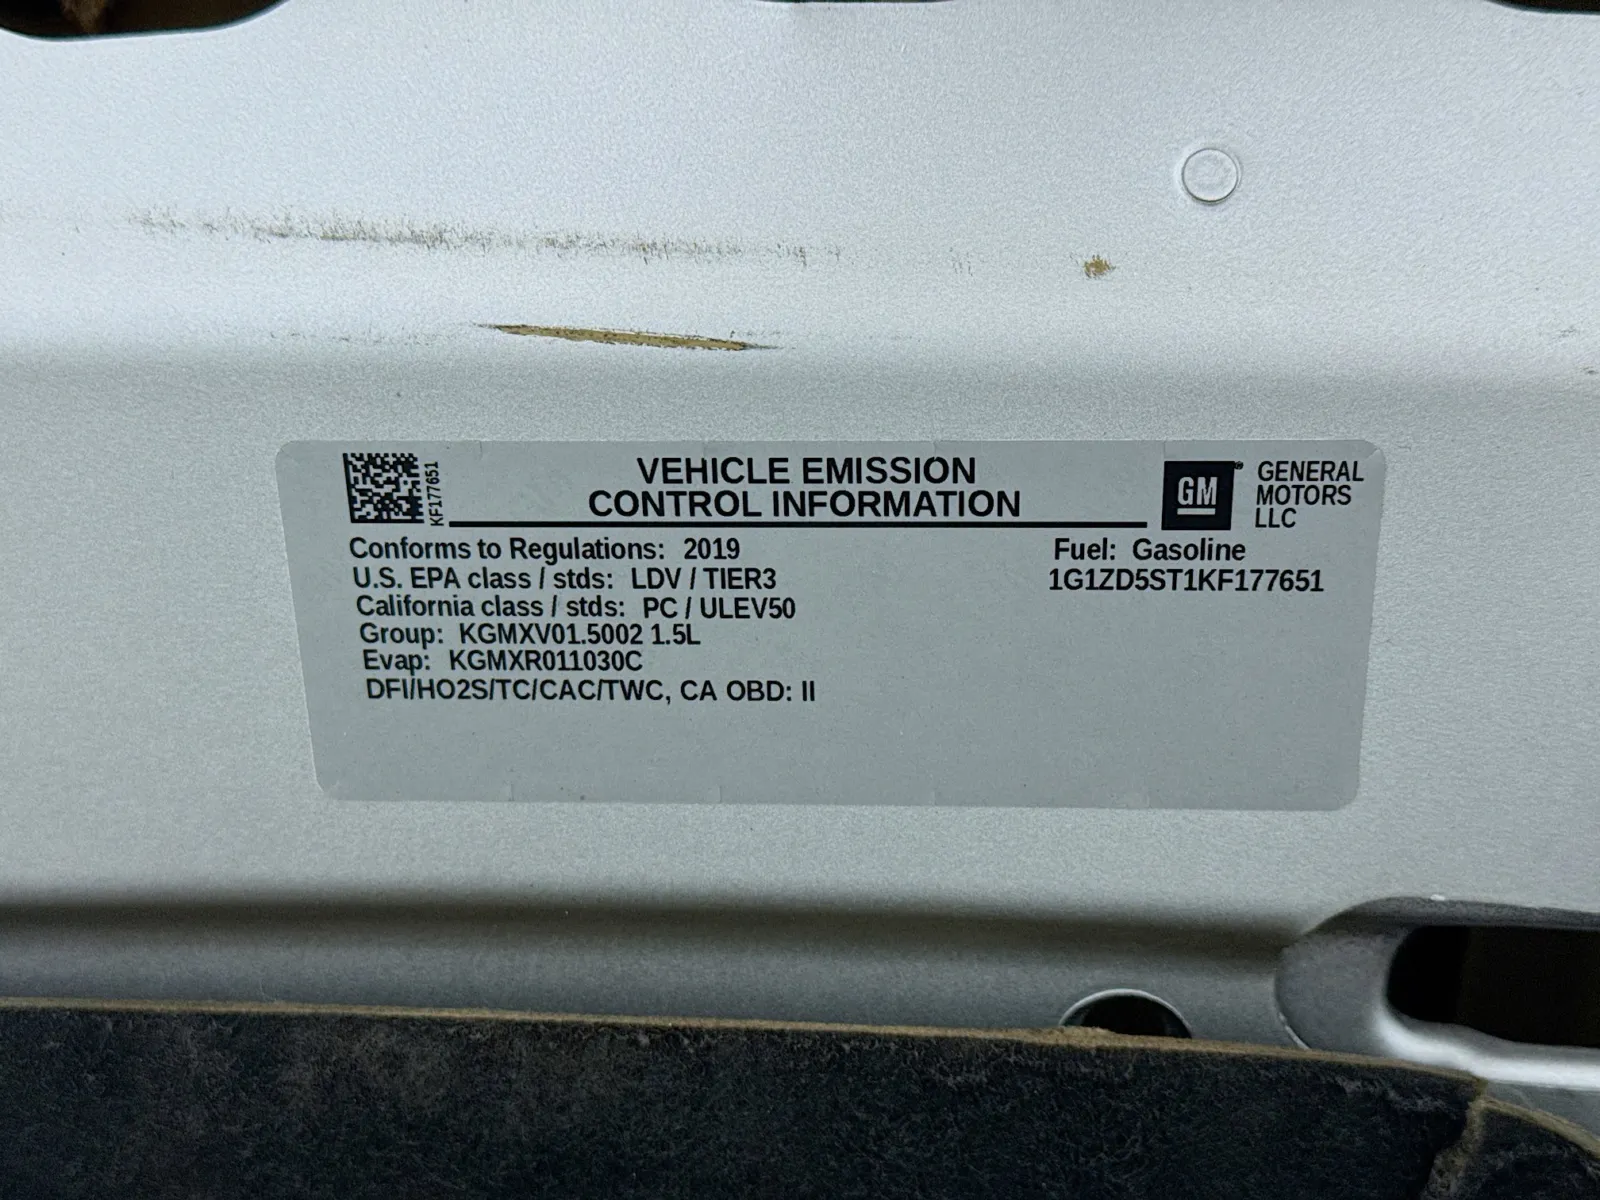 KF177651
VEHICLE EMISSION
CONTROL INFORMATION
GM
GENERAL
MOTORS
LLC
Conforms to Regulations: 2019
U.S. EPA class / stds: LDV / TIER3
California class / stds: PC / ULEV50
Group: KGMXV01.5002 1.5L
Evap: KGMXR011030C
DFI/HO2S/TC/CAC/TWC, CA OBD: II
Fuel: Gasoline
1G1ZD5ST1KF177651